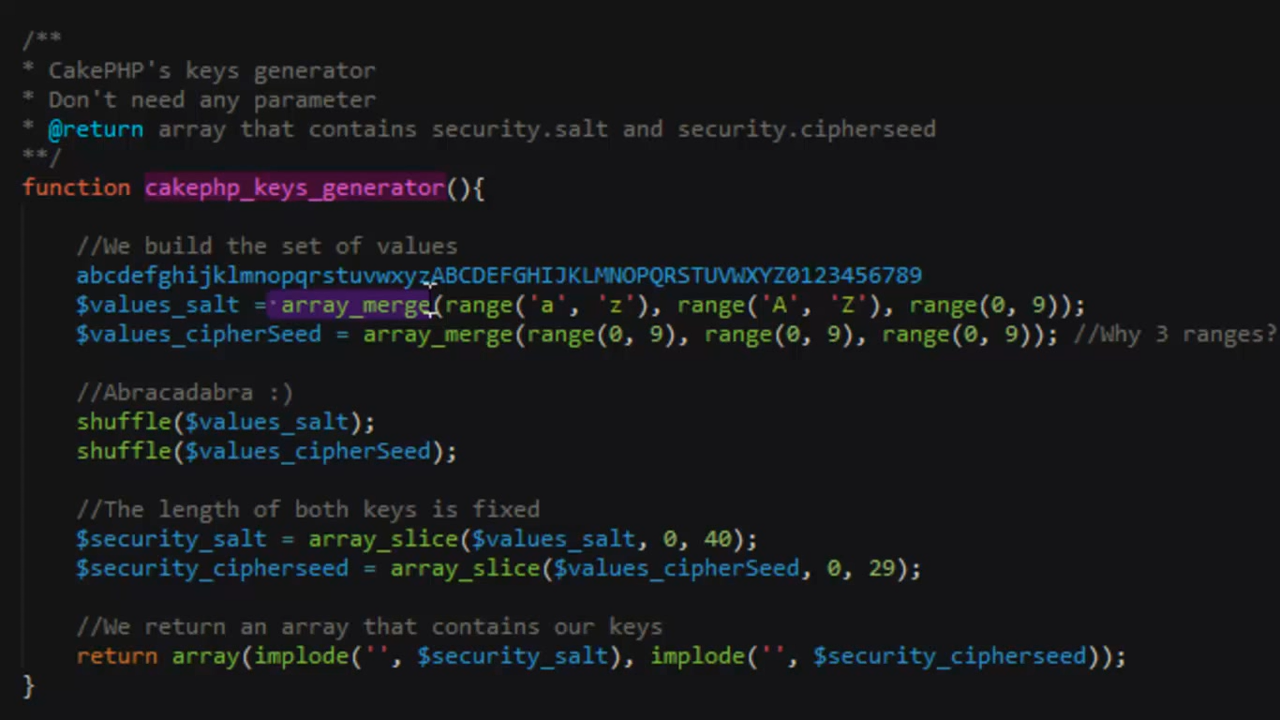 /**
* CakePHP's keys generator
* Don't need any parameter
* @return array that contains security.salt and security.cipherseed
**/
function cakephp_keys_generator(){
//We build the set of values
abcdefghijklmnopqrstuvwxyzABCDEFGHIJKLMNOPQRSTUVWXYZ0123456789
$values_salt = array_merge(range('a', 'z'), range('A', 'Z'), range(0, 9));
$values_cipherSeed = array_merge(range(0, 9), range(0, 9), range(0, 9)); //Why 3 ranges?
//Abracadabra :)
shuffle($values_salt);
shuffle($values_cipherSeed);
//The length of both keys is fixed
$security_salt = array_slice($values_salt, 0, 40);
$security_cipherseed = array_slice($values_cipherSeed, 0, 29);
//We return an array that contains our keys
return array(implode('', $security_salt), implode('', $security_cipherseed));
}